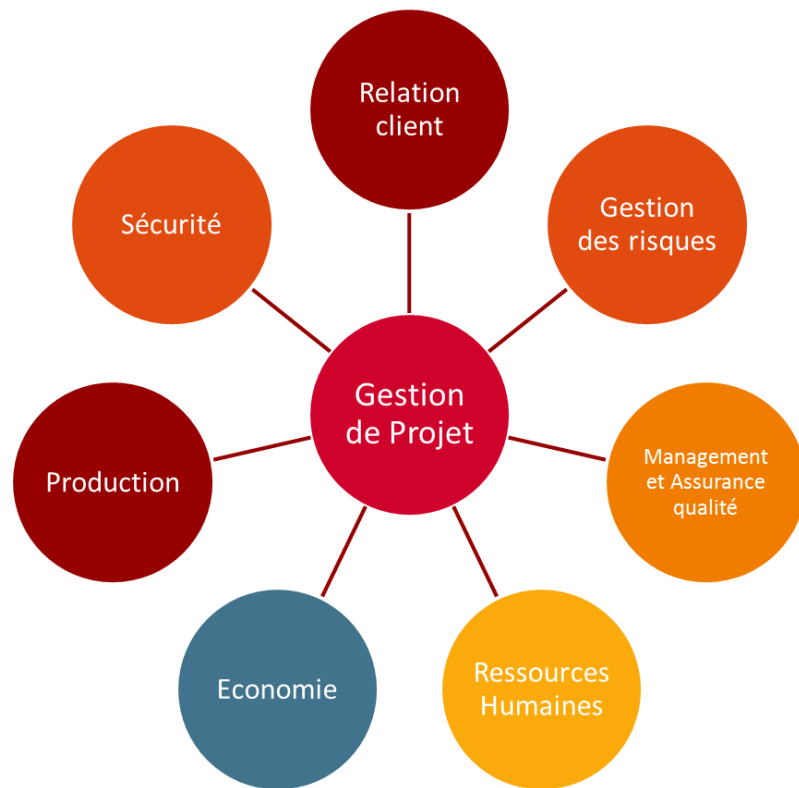 Relation
client
Gestion
des risques
Management
et Assurance
qualité
Ressources
Humaines
Economie
Production
Sécurité
Gestion
de Projet